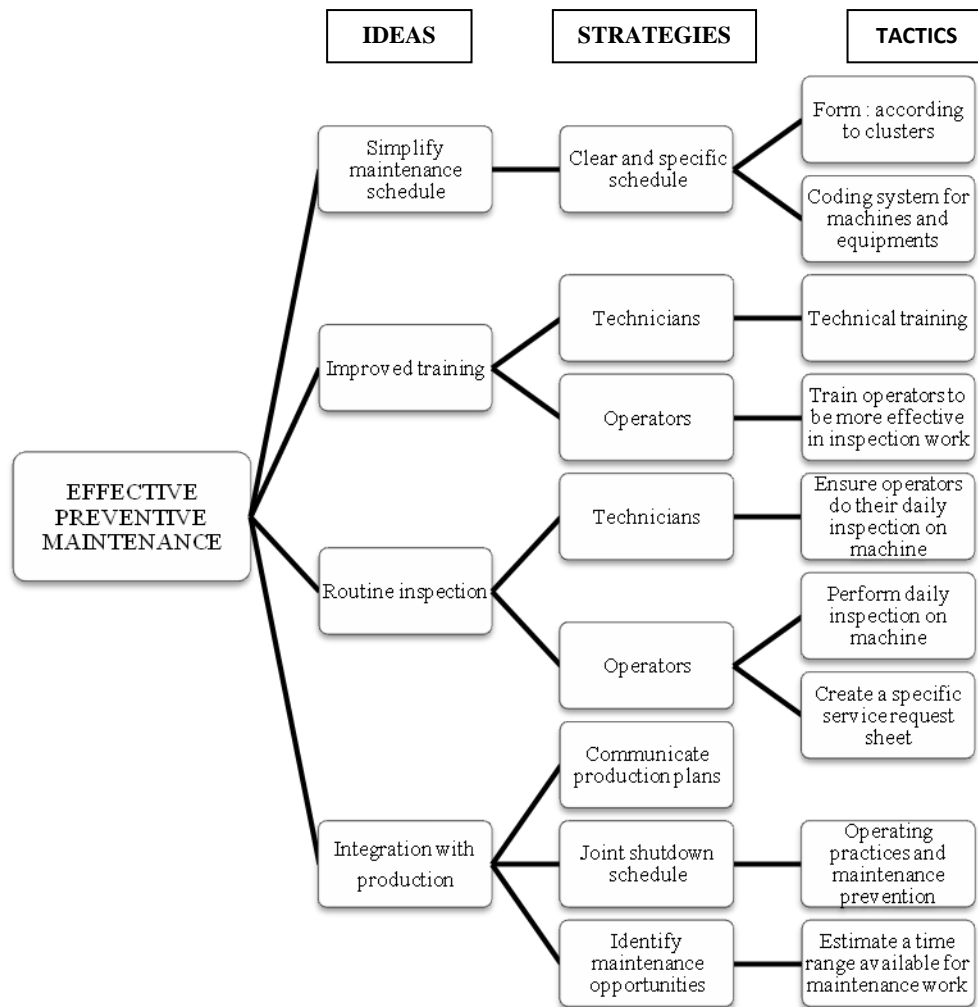 IDEAS
STRATEGIES
TACTICS
EFFECTIVE
PREVENTIVE
MAINTENANCE
Simplify
maintenance
schedule
Clear and specific
schedule
Form : according
to clusters
Coding system for
machines and
equipments
Improved training
Technicians
Technical training
Operators
Train operators to
be more effective
in inspection work
Routine inspection
Technicians
Ensure operators
do their daily
inspection on
machine
Operators
Perform daily
inspection on
machine
Create a specific
service request
sheet
Integration with
production
Communicate
production plans
Joint shutdown
schedule
Operating
practices and
maintenance
prevention
Identify
maintenance
opportunities
Estimate a time
range available for
maintenance work